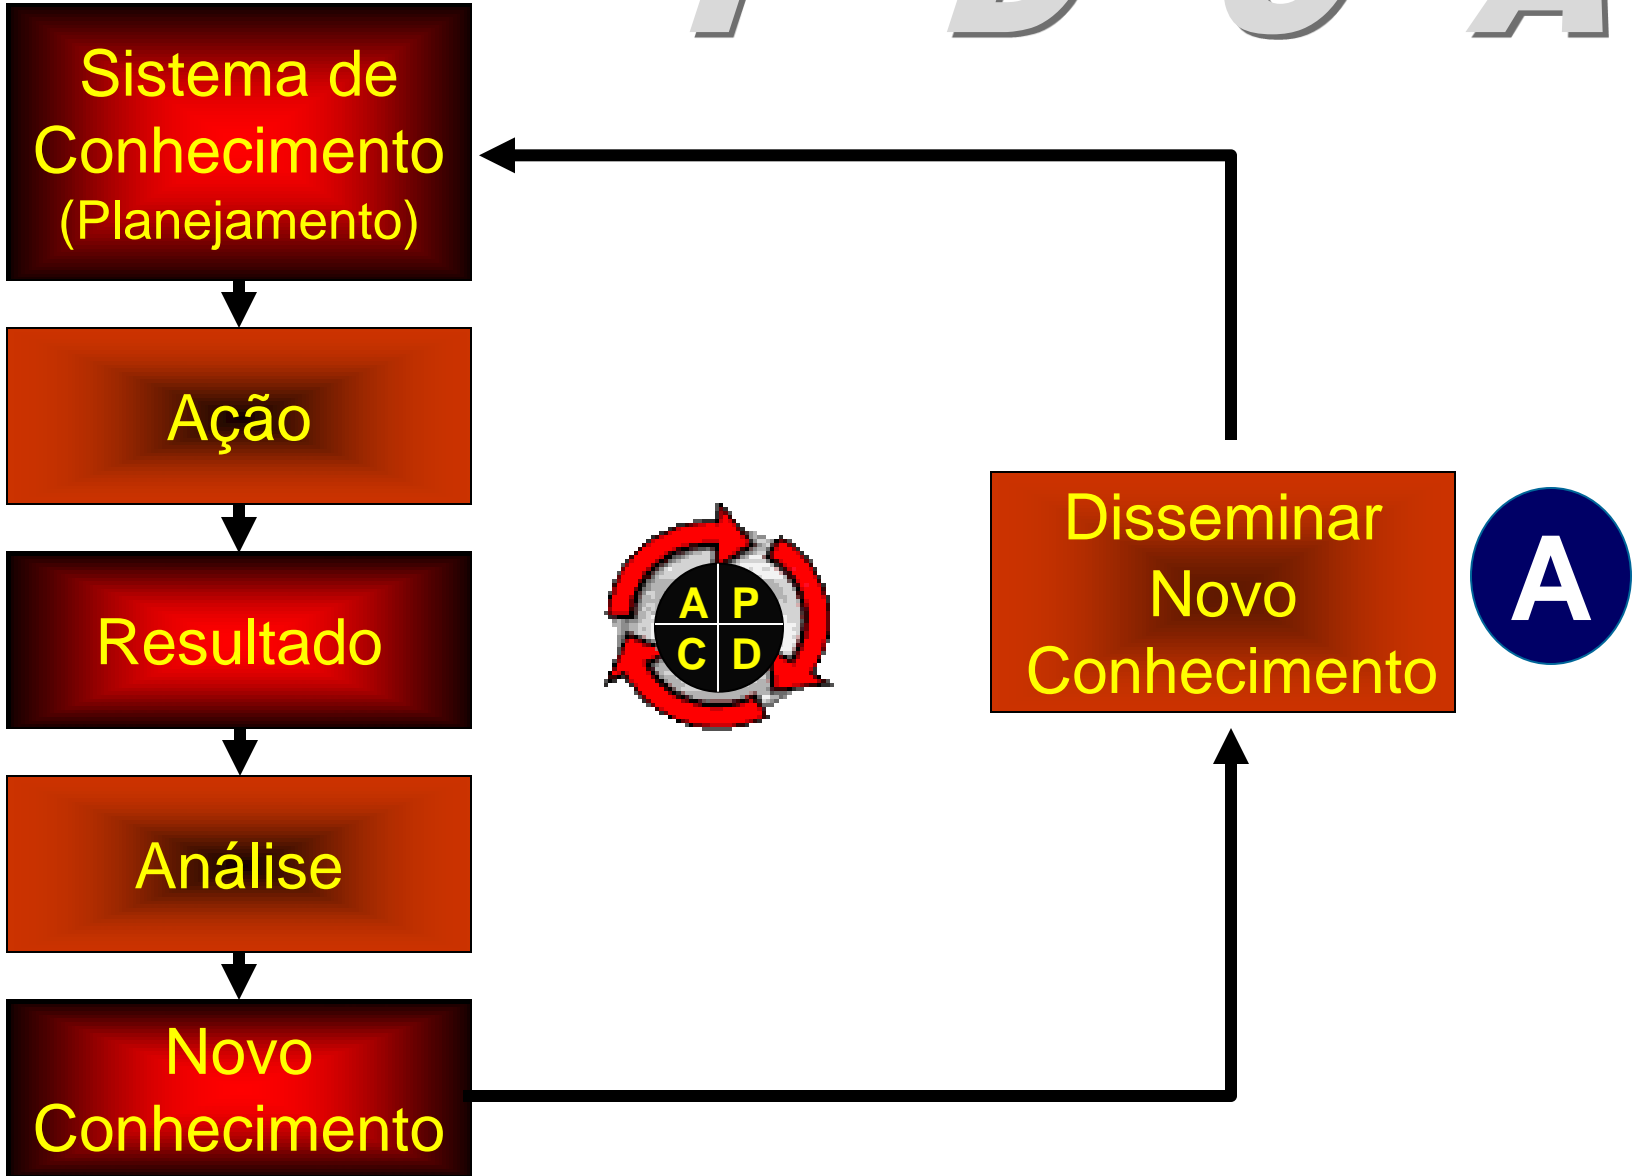 P D C A
Sistema de
Conhecimento
(Planejamento)
Ação
Resultado
Análise
Novo
Conhecimento
A P
C D
Disseminar
Novo
Conhecimento
A